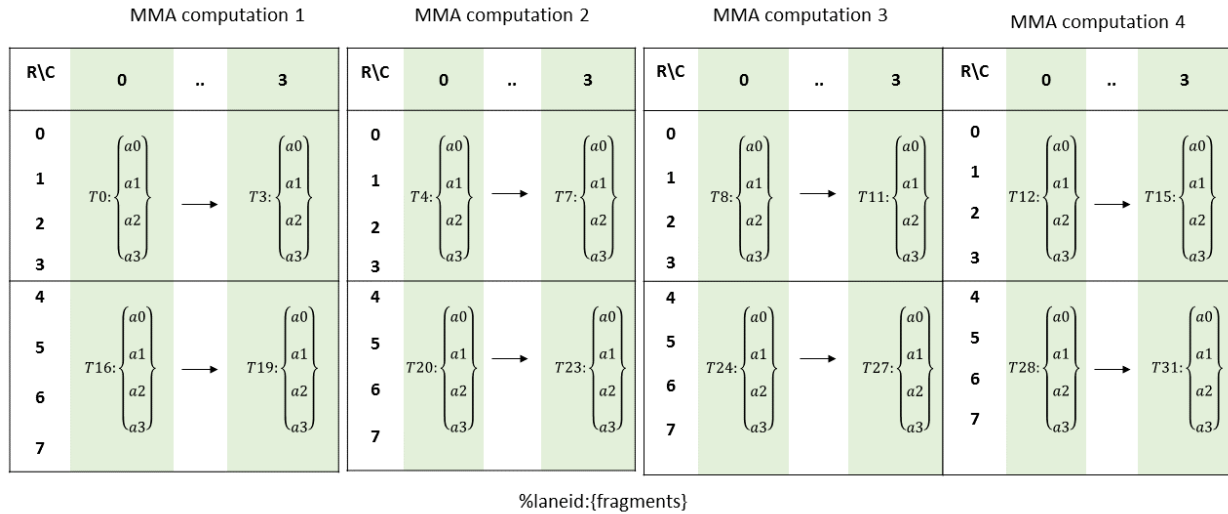 MMA computation 1 MMA computation 2 MMA computation 3 MMA computation 4
R\C 0 .. 3 R\C 0 .. 3 R\C 0 .. 3 R\C 0 .. 3
0 a0 a0 0 a0 a0 0 a0 a0 0 a0 a0
1 a1 a1 1 a1 a1 1 a1 a1 1 a1 a1
T0: T3: T4: T7: T8: T11: T12: T15:
2 a2 a2 2 a2 a2 2 a2 a2 2 a2 a2
3 a3 a3 3 a3 a3 3 a3 a3 3 a3 a3
4 a0 a0 4 a0 a0 4 a0 a0 4 a0 a0
5 a1 a1 5 a1 a1 5 a1 a1 5 a1 a1
T16: T19: T20: T23: T24: T27: T28: T31:
6 a2 a2 6 a2 a2 6 a2 a2 6 a2 a2
7 a3 a3 7 a3 a3 7 a3 a3 7 a3 a3
%laneid:{fragments}